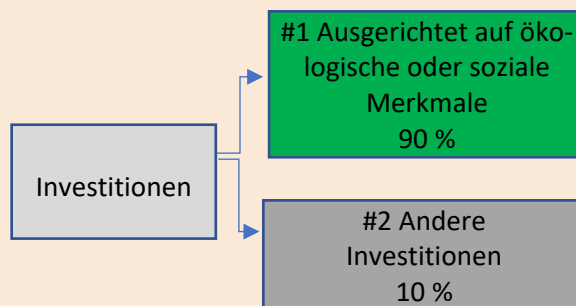 #1 Ausgerichtet auf öko-
logische oder soziale
Merkmale
90 %
Investitionen
#2 Andere
Investitionen
10 %